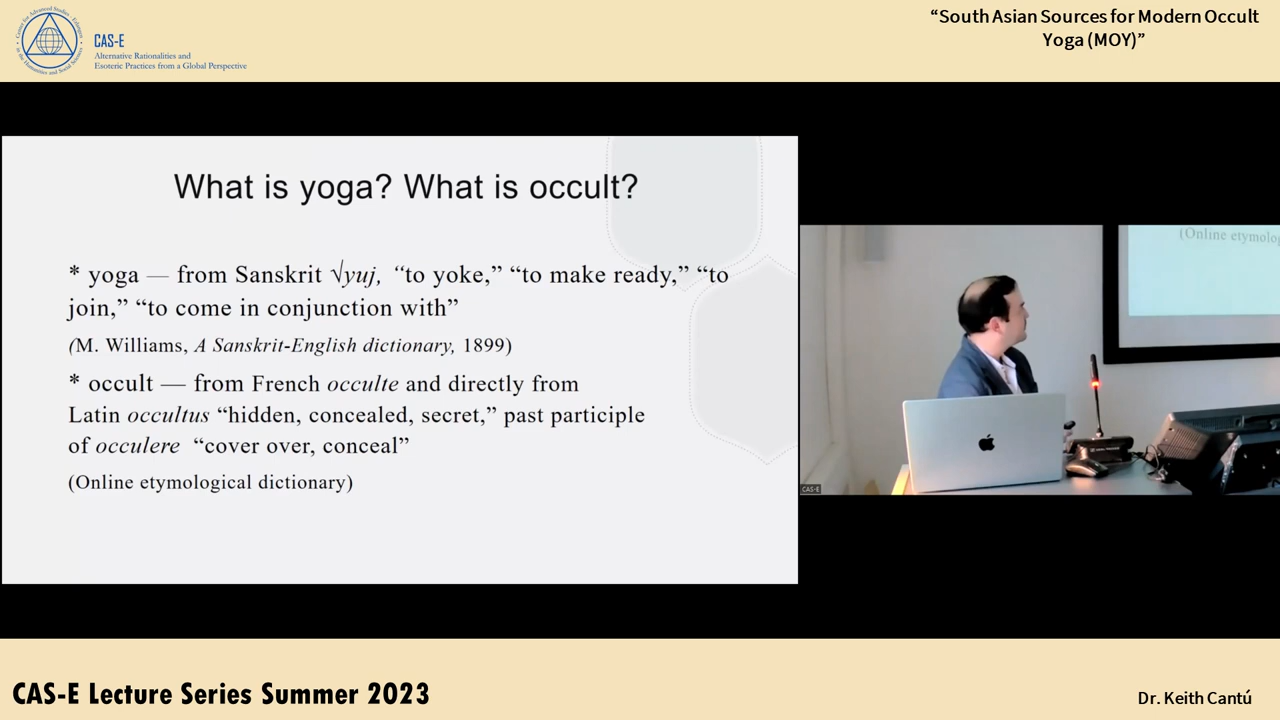 CAS-E
Alternative Rationalities and
Esoteric Practices from a Global Perspective
“South Asian Sources for Modern Occult
Yoga (MOY)”
What is yoga? What is occult?
* yoga — from Sanskrit √yuj, “to yoke,” “to make ready,” “to
join,” “to come in conjunction with”
(M. Williams, A Sanskrit-English dictionary, 1899)
* occult — from French occulte and directly from
Latin occultus “hidden, concealed, secret,” past participle
of occulere “cover over, conceal”
(Online etymological dictionary)
(Online etymolo
CAS-E
CAS-E Lecture Series Summer 2023
Dr. Keith Cantú